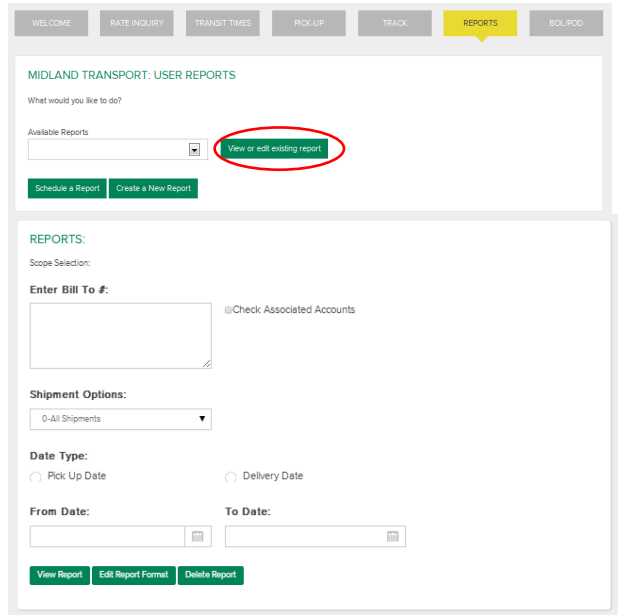 WELCOME RATE INQUIRY TRANSIT TIMES PICK-UP TRACK REPORTS BOL/POD
MIDLAND TRANSPORT: USER REPORTS
What would you like to do?
Available Reports
View or edit existing report
Schedule a Report Create a New Report
REPORTS:
Scope Selection:
Enter Bill To #:
Check Associated Accounts
Shipment Options:
0-All Shipments
Date Type:
Pick Up Date Delivery Date
From Date: To Date:
View Report Edit Report Format Delete Report